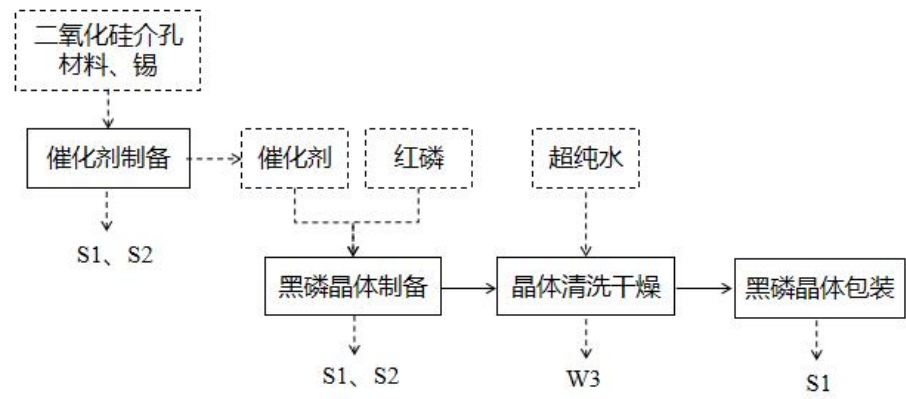 二氧化硅介孔
材料、锡
催化剂制备
催化剂
红磷
超纯水
S1、S2
黑磷晶体制备
晶体清洗干燥
黑磷晶体包装
S1、S2
W3
S1